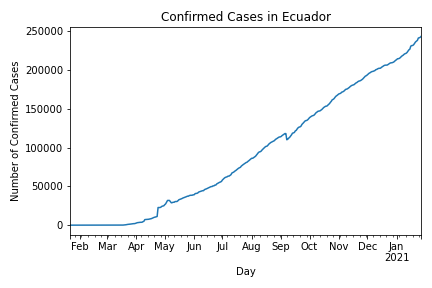 Confirmed Cases in Ecuador
Number of Confirmed Cases
250000
200000
150000
100000
50000
0
Feb Mar Apr May Jun Jul Aug Sep Oct Nov Dec Jan
2021
Day